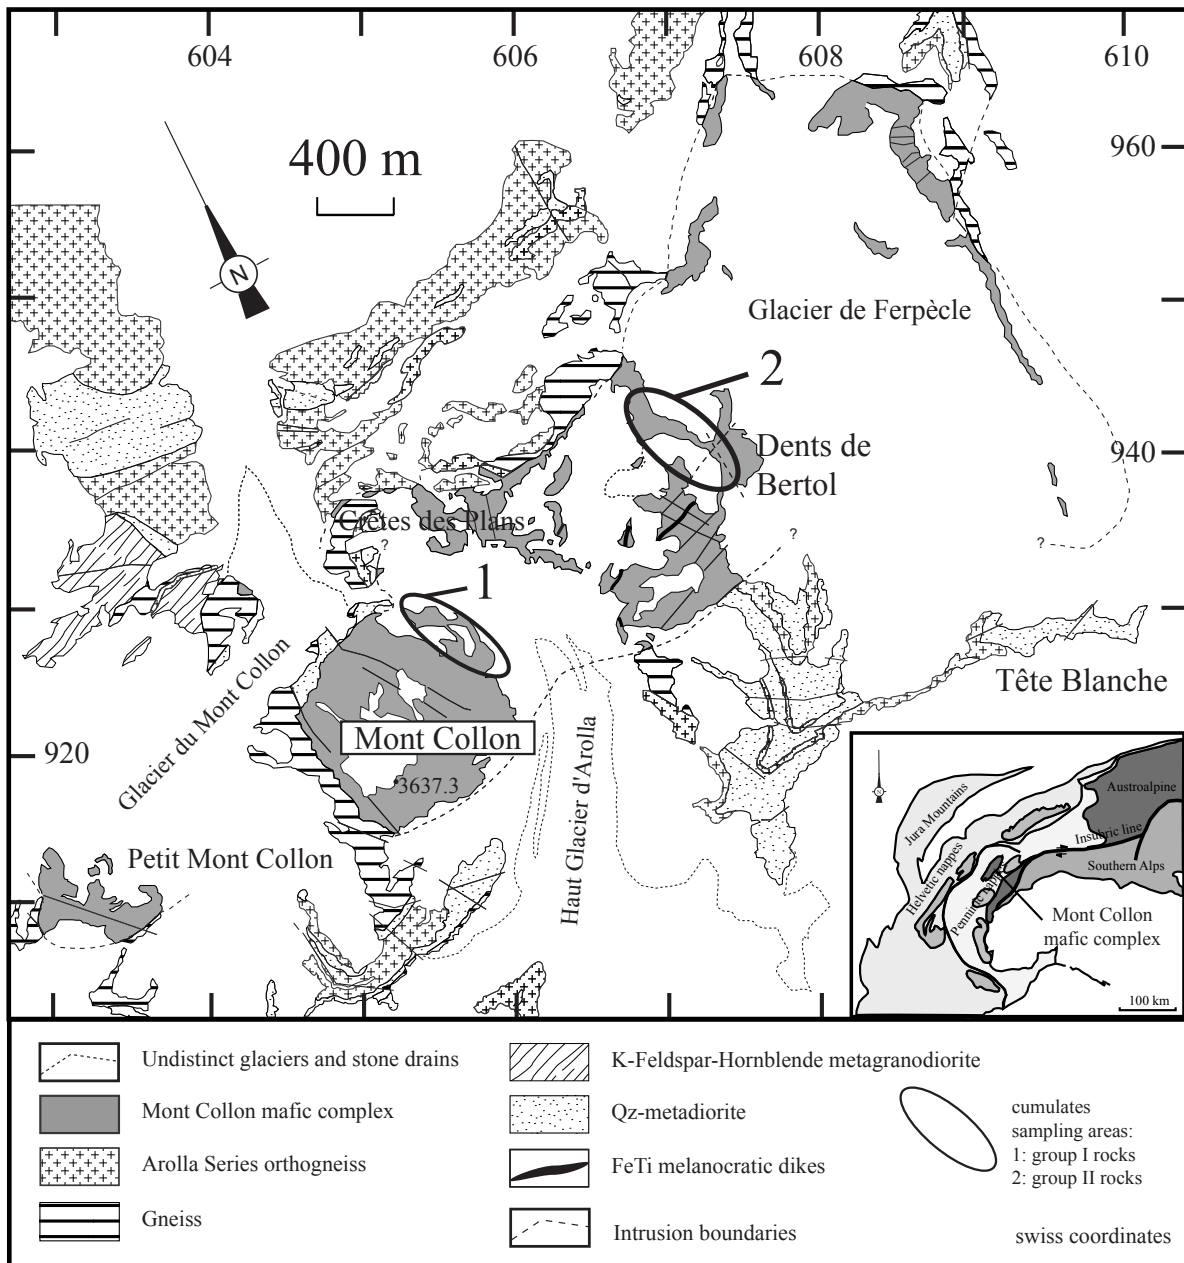 604
606
608
610
400 m
960
N
Glacier de Ferpècle
2
Dents de
Bertol
940
Crêtes des Plans
?
?
?
1
Glacier du Mont Collon
Tête Blanche
Mont Collon
920
3637.3
Haut Glacier d'Arolla
Petit Mont Collon
N
Jura Mountains
Austroalpine
Insubric line
Helvetic nappes
Southern Alps
Penninic nappes
Mont Collon
mafic complex
100 km
Undistinct glaciers and stone drains
Mont Collon mafic complex
Arolla Series orthogneiss
Gneiss
K-Feldspar-Hornblende metagranodiorite
Qz-metadiorite
FeTi melanocratic dikes
Intrusion boundaries
cumulates
sampling areas:
1: group I rocks
2: group II rocks
swiss coordinates